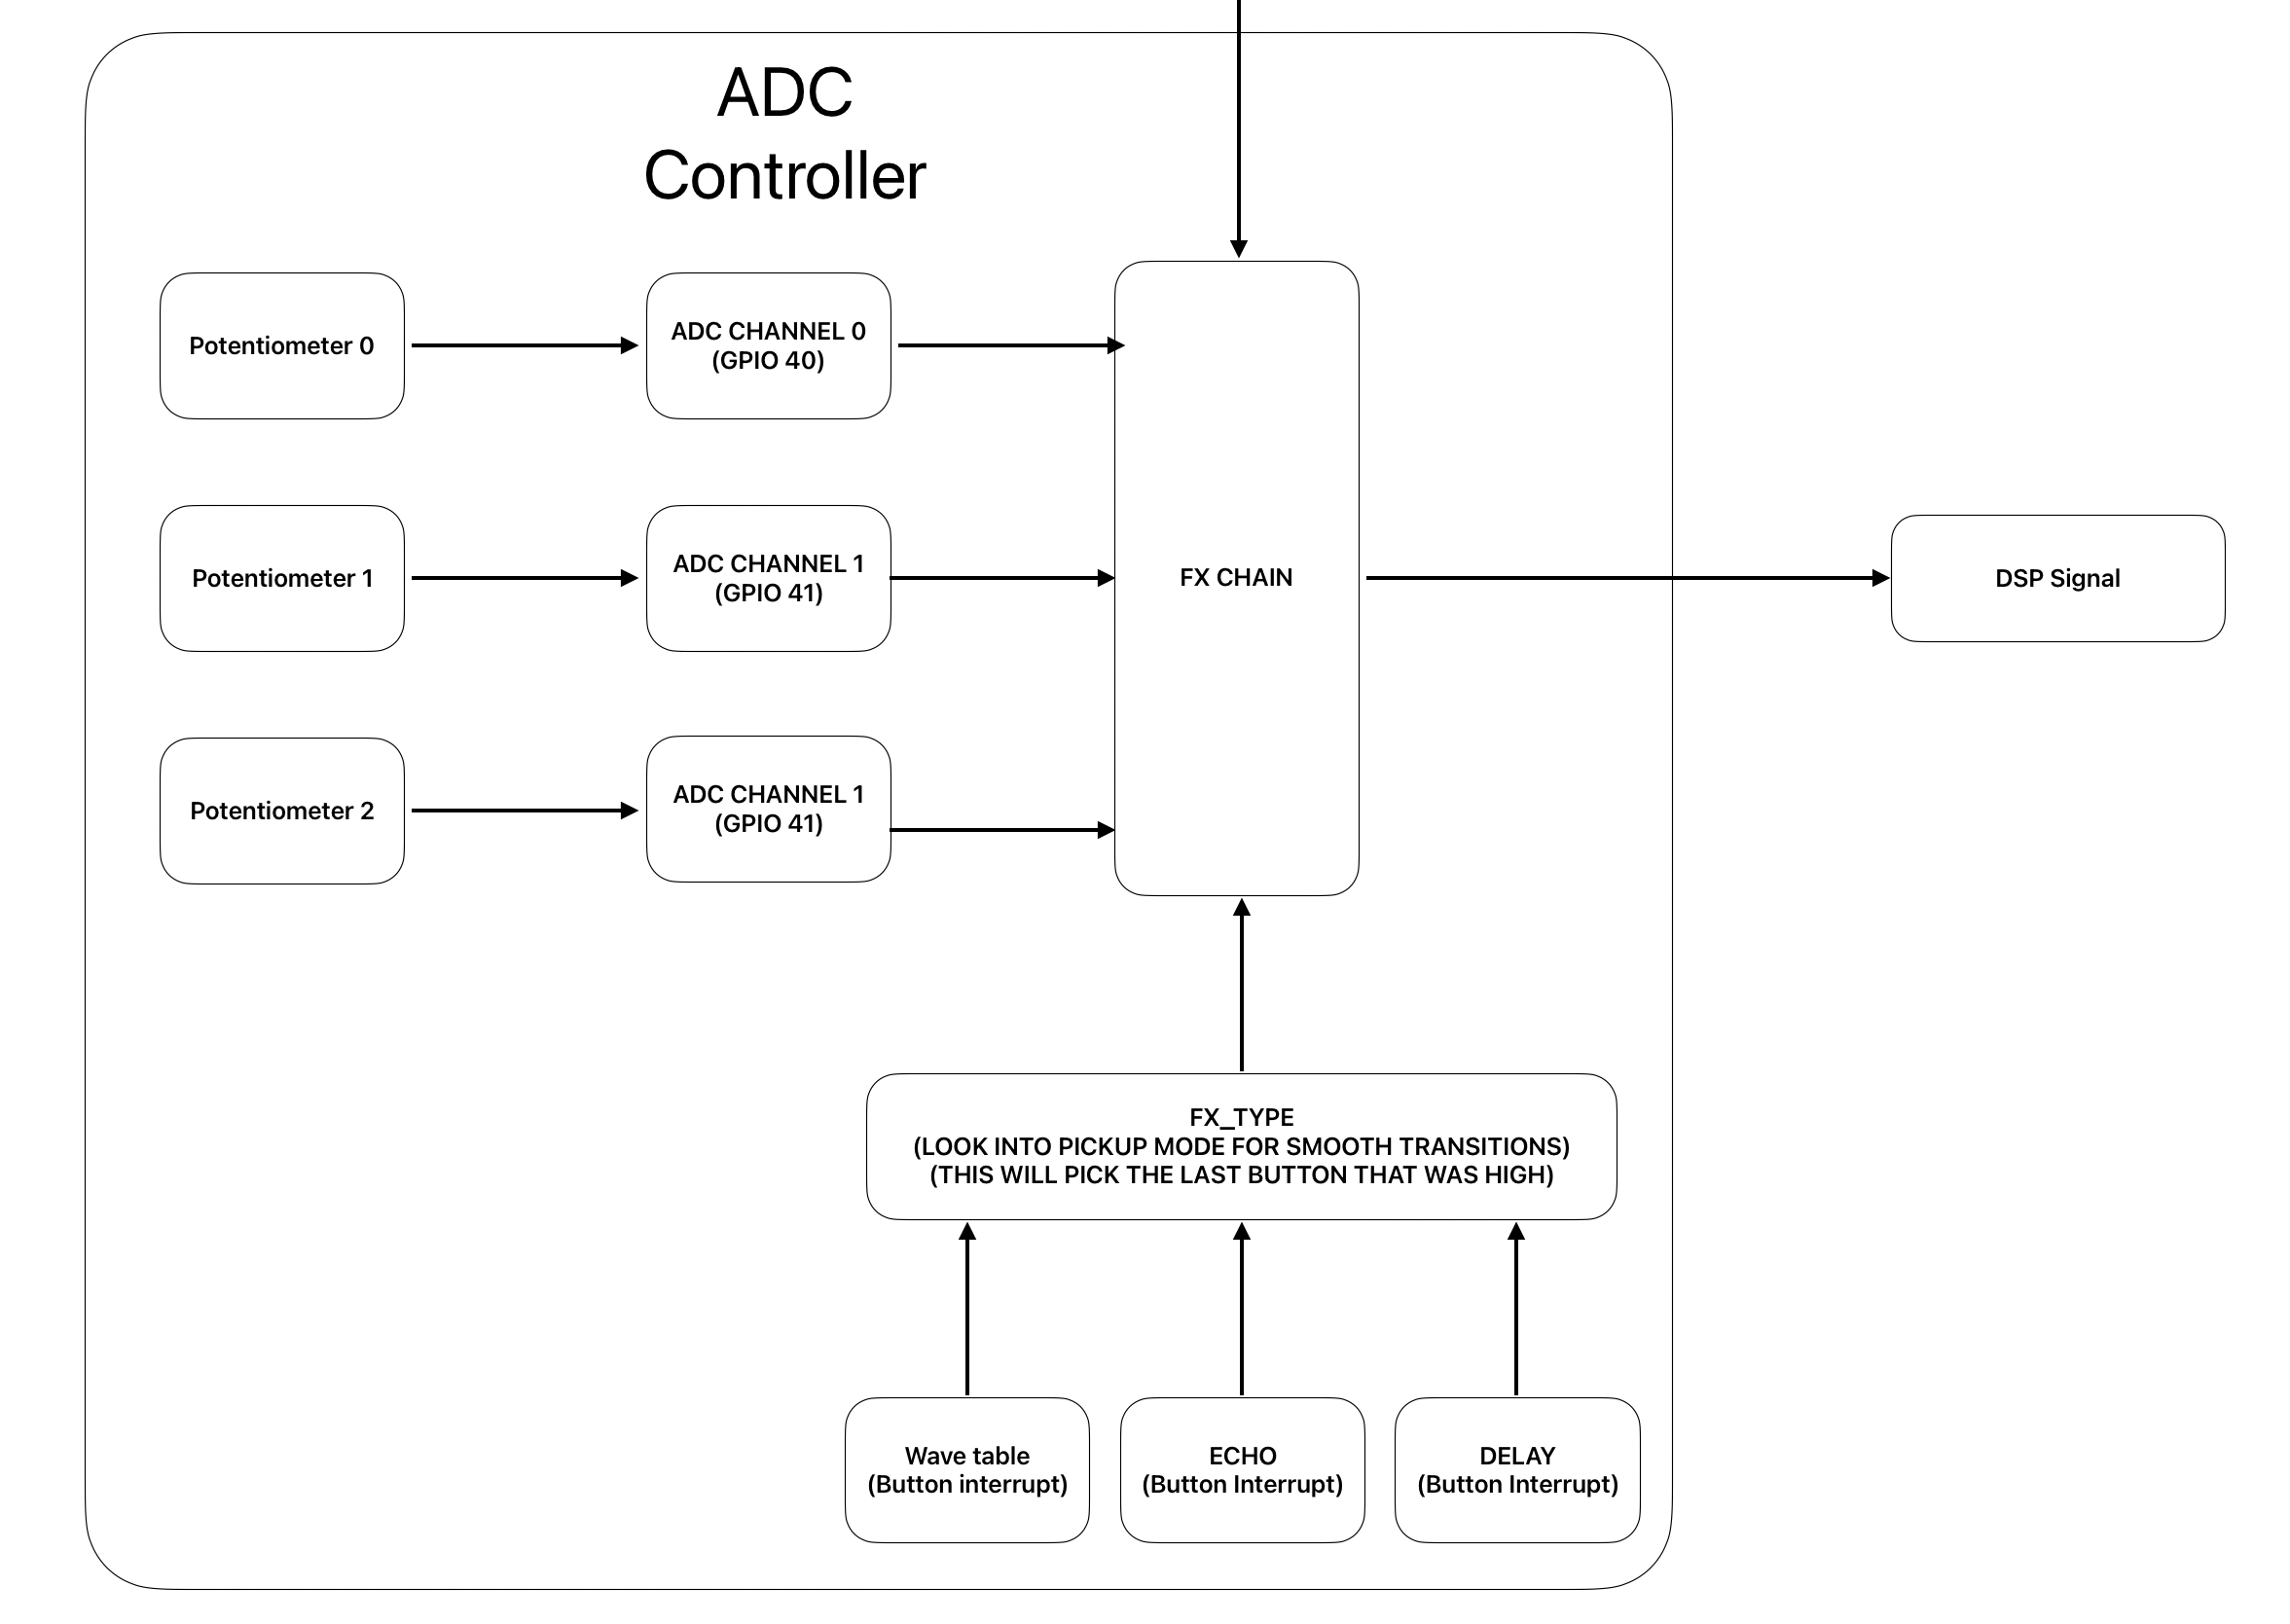 ADC
Controller
Potentiometer 0
ADC CHANNEL 0
(GPIO 40)
Potentiometer 1
ADC CHANNEL 1
(GPIO 41)
FX CHAIN
DSP Signal
Potentiometer 2
ADC CHANNEL 1
(GPIO 41)
FX_TYPE
(LOOK INTO PICKUP MODE FOR SMOOTH TRANSITIONS)
(THIS WILL PICK THE LAST BUTTON THAT WAS HIGH)
Wave table
(Button interrupt)
ECHO
(Button Interrupt)
DELAY
(Button Interrupt)